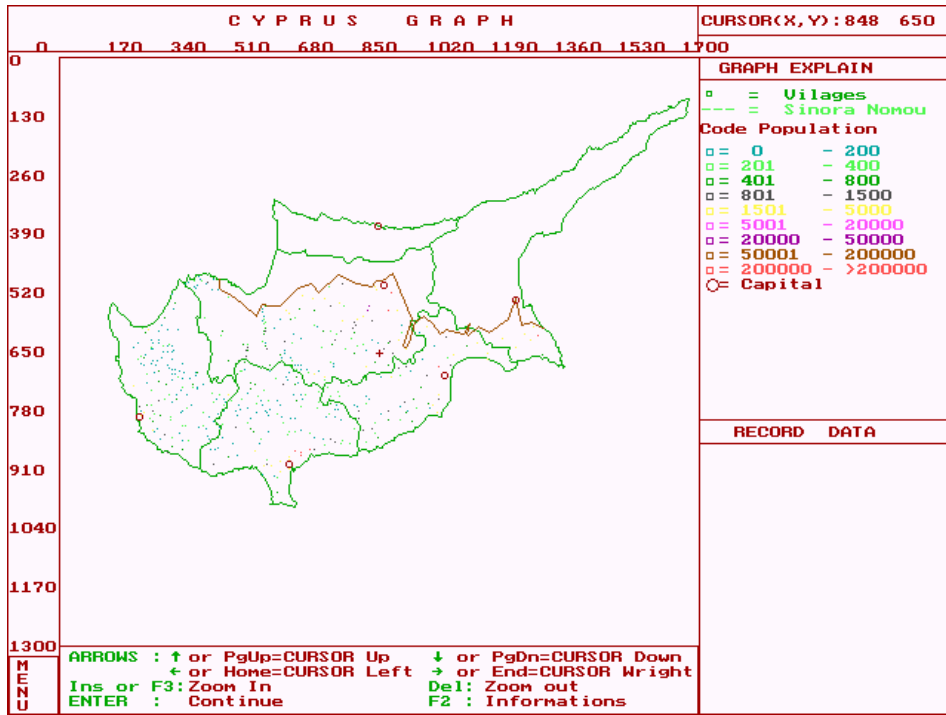 CYPRUS GRAPH
CURSOR(X,Y):848 650
0 170 340 510 680 850 1020 1190 1360 1530 1700
0
130
260
390
520
650
780
910
1040
1170
1300
GRAPH EXPLAIN
= Vilages
--- = Sinora Nomou
Code Population
= 0 - 200
= 201 - 400
= 401 - 800
= 801 - 1500
= 1501 - 5000
= 5001 - 20000
= 20000 - 50000
= 50001 - 200000
= 200000 - >200000
= Capital
RECORD DATA
MENU
ARROWS : ↑ or PgUp=CURSOR Up ↓ or PgDn=CURSOR Down
← or Home=CURSOR Left → or End=CURSOR Wright
Ins or F3: Zoom In Del: Zoom out
ENTER : Continue F2 : Informations